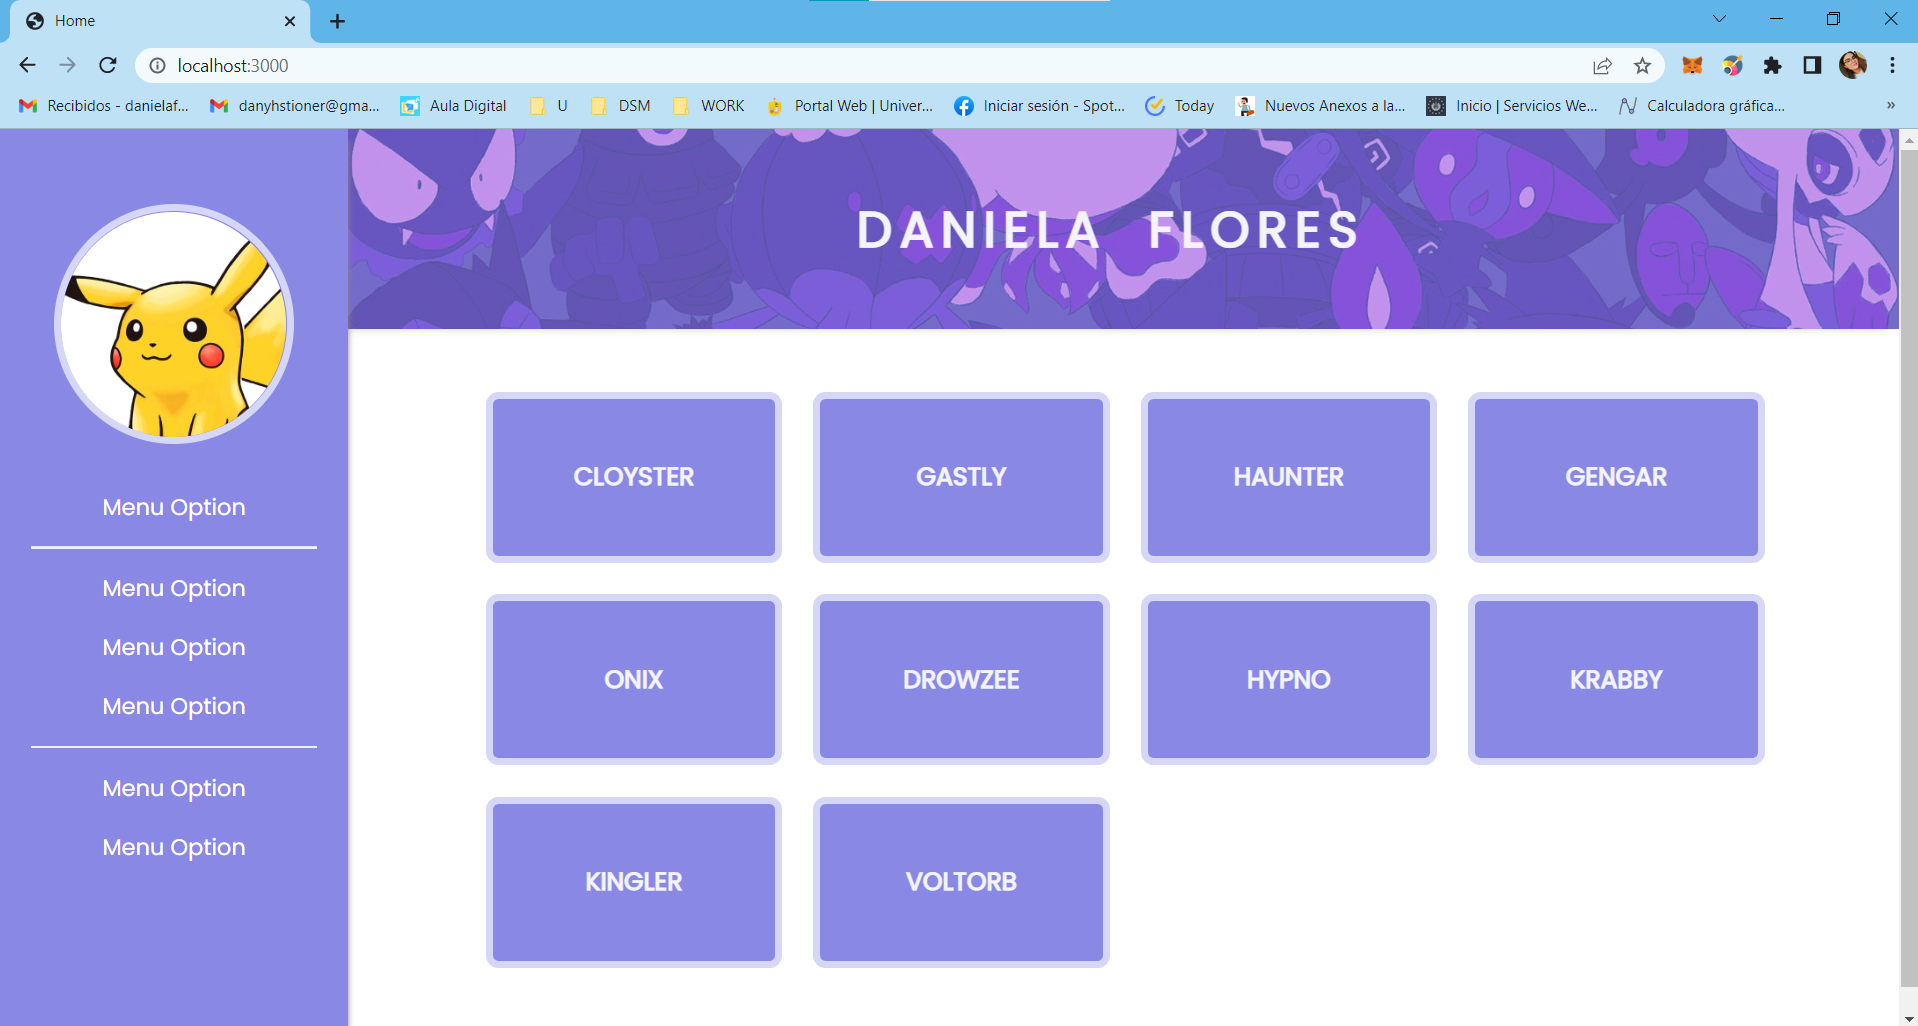 Home
localhost:3000
Recibidos - danielaf...
danyhstioner@gma...
Aula Digital
U
DSM
WORK
Portal Web | Univer...
Iniciar sesión - Spot...
Today
Nuevos Anexos a la...
Inicio | Servicios We...
Calculadora gráfica...
»
DANIELA FLORES
Menu Option
Menu Option
Menu Option
Menu Option
Menu Option
Menu Option
CLOYSTER
GASTLY
HAUNTER
GENGAR
ONIX
DROWZEE
HYPNO
KRABBY
KINGLER
VOLTORB